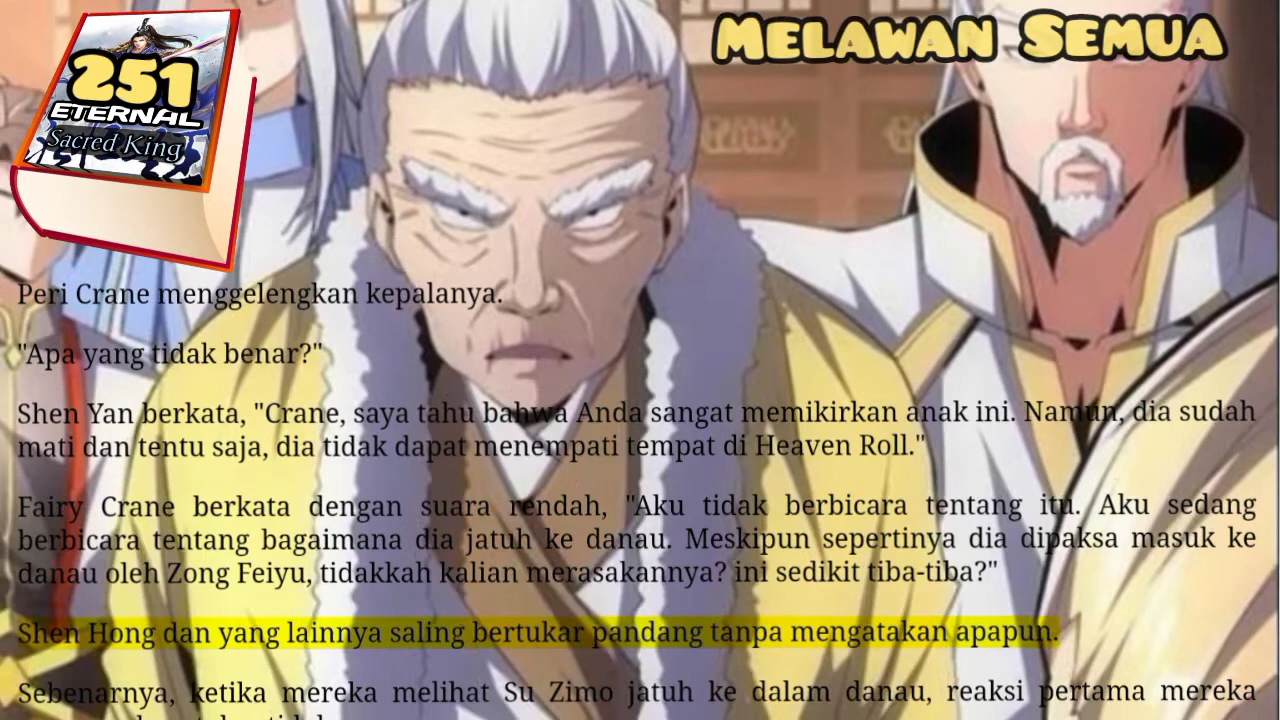 Melawan Semua
251
ETERNAL
Sacred King
Peri Crane menggelengkan kepalanya.
"Apa yang tidak benar?"
Shen Yan berkata, "Crane, saya tahu bahwa Anda sangat memikirkan anak ini. Namun, dia sudah
mati dan tentu saja, dia tidak dapat menempati tempat di Heaven Roll."
Fairy Crane berkata dengan suara rendah, "Aku tidak berbicara tentang itu. Aku sedang
berbicara tentang bagaimana dia jatuh ke danau. Meskipun sepertinya dia dipaksa masuk ke
danau oleh Zong Feiyu, tidakkah kalian merasakannya? ini sedikit tiba-tiba?"
Shen Hong dan yang lainnya saling bertukar pandang tanpa mengatakan apapun.
Sebenarnya, ketika mereka melihat Su Zimo jatuh ke dalam danau, reaksi pertama mereka